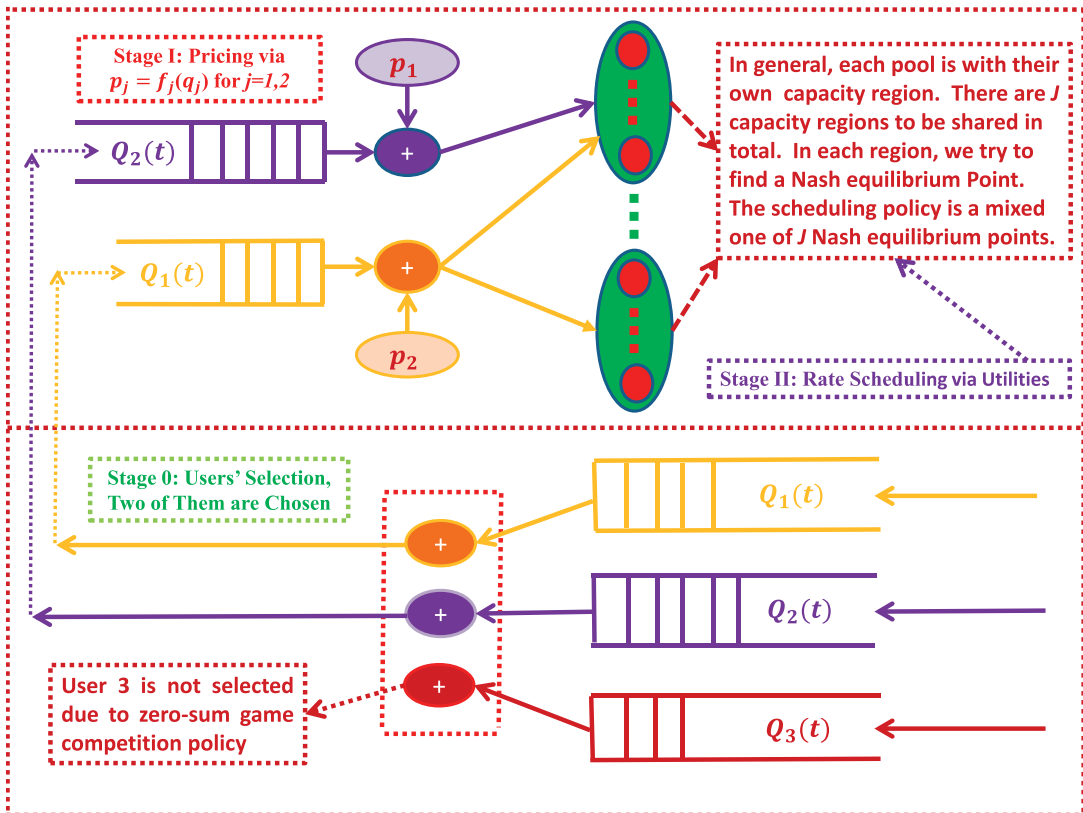 Stage I: Pricing via
p_j = f_j(q_j) for j=1,2
p_1
Q_2(t)
+
Q_1(t)
+
p_2
In general, each pool is with their
own capacity region. There are J
capacity regions to be shared in
total. In each region, we try to
find a Nash equilibrium Point.
The scheduling policy is a mixed
one of J Nash equilibrium points.
Stage II: Rate Scheduling via Utilities
Stage 0: Users’ Selection,
Two of Them are Chosen
Q_1(t)
+
Q_2(t)
+
Q_3(t)
+
User 3 is not selected
due to zero-sum game
competition policy